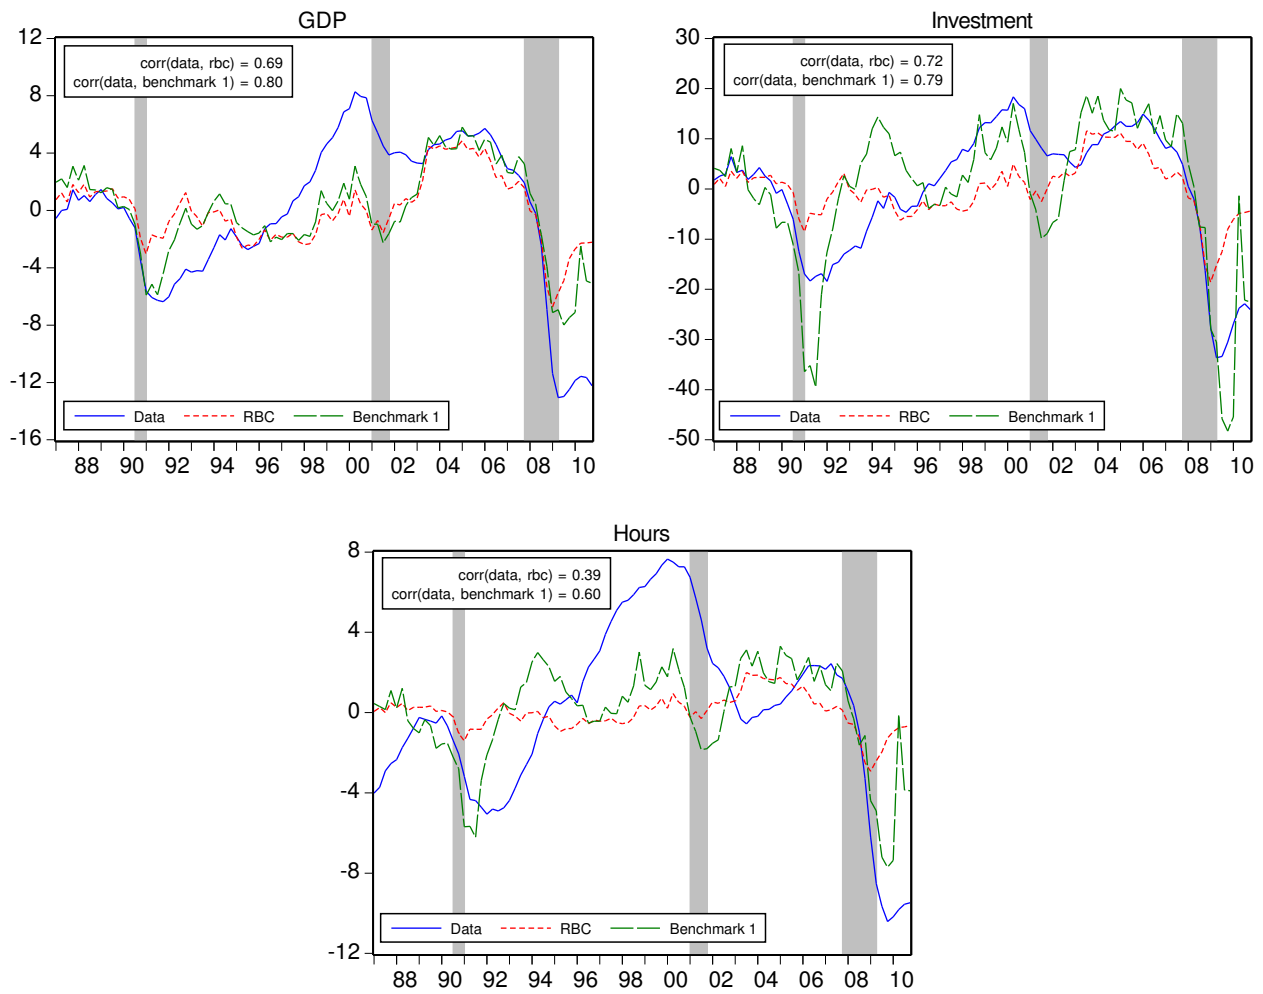 GDP
12
8
4
0
-4
-8
-12
-16
corr(data, rbc) = 0.69
corr(data, benchmark 1) = 0.80
Data RBC Benchmark 1
88 90 92 94 96 98 00 02 04 06 08 10
Investment
30
20
10
0
-10
-20
-30
-40
-50
corr(data, rbc) = 0.72
corr(data, benchmark 1) = 0.79
Data RBC Benchmark 1
88 90 92 94 96 98 00 02 04 06 08 10
Hours
8
4
0
-4
-8
-12
corr(data, rbc) = 0.39
corr(data, benchmark 1) = 0.60
Data RBC Benchmark 1
88 90 92 94 96 98 00 02 04 06 08 10